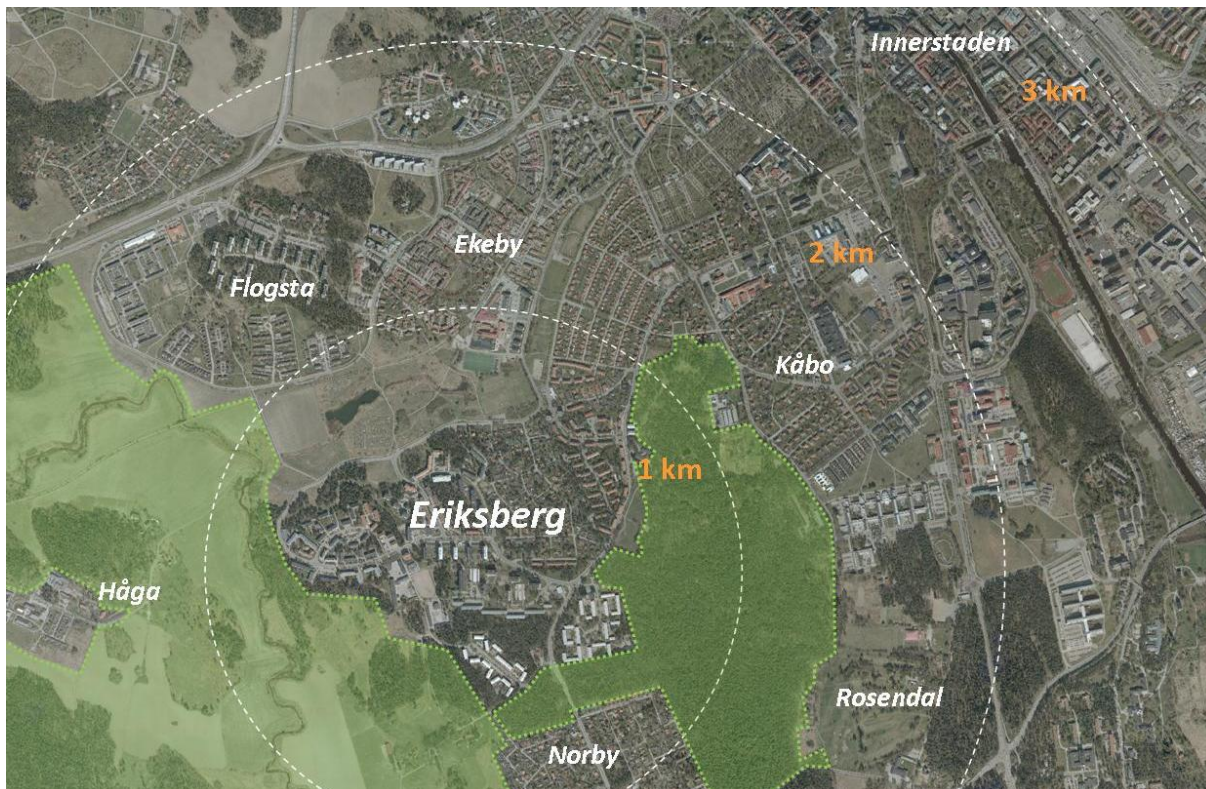 Innerstaden
3 km
Ekeby
2 km
Flogsta
Kåbo
1 km
Eriksberg
Håga
Rosendal
Norby